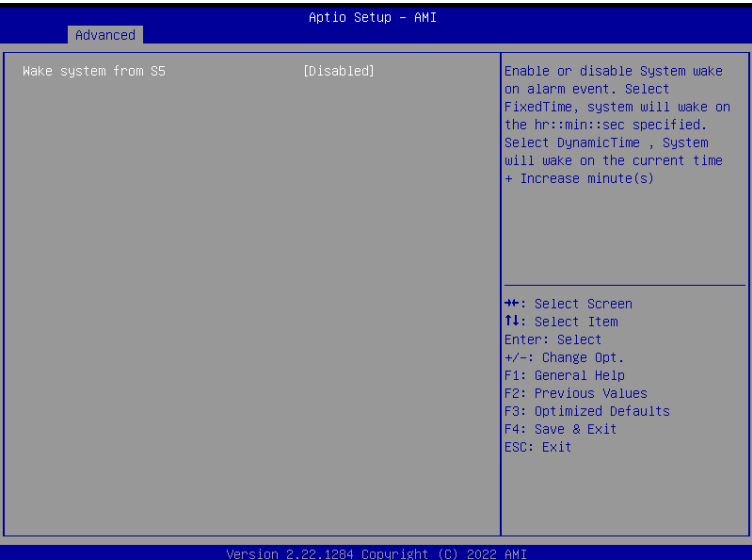 Aptio Setup – AMI
Advanced
Wake system from S5 [Disabled]
Enable or disable System wake
on alarm event. Select
FixedTime, system will wake on
the hr::min::sec specified.
Select DynamicTime , System
will wake on the current time
+ Increase minute(s)
→←: Select Screen
↑↓: Select Item
Enter: Select
+/-: Change Opt.
F1: General Help
F2: Previous Values
F3: Optimized Defaults
F4: Save & Exit
ESC: Exit
Version 2.22.1284 Copyright (C) 2022 AMI